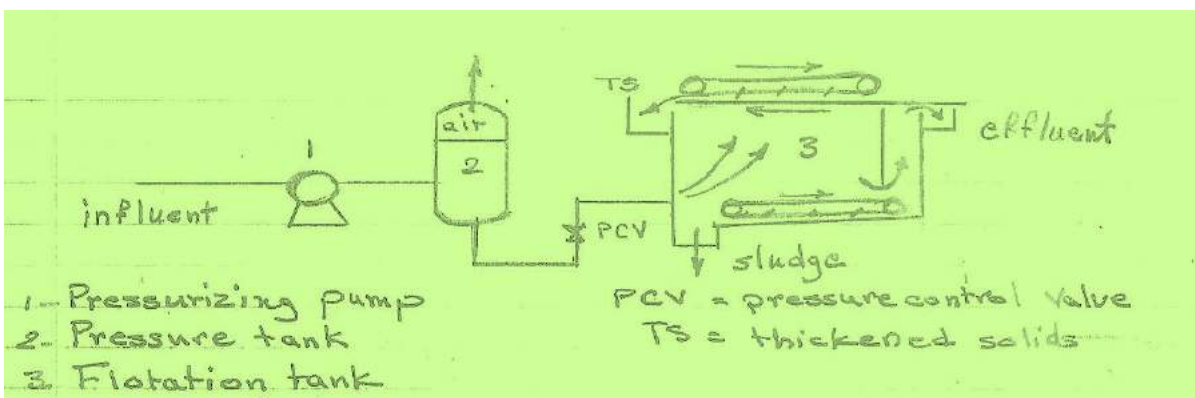 TS
air
1
2
3
effluent
influent
PCV
sludge
1- Pressurizing pump
2- Pressure tank
3- Flotation tank
PCV = pressure control valve
TS = thickened solids